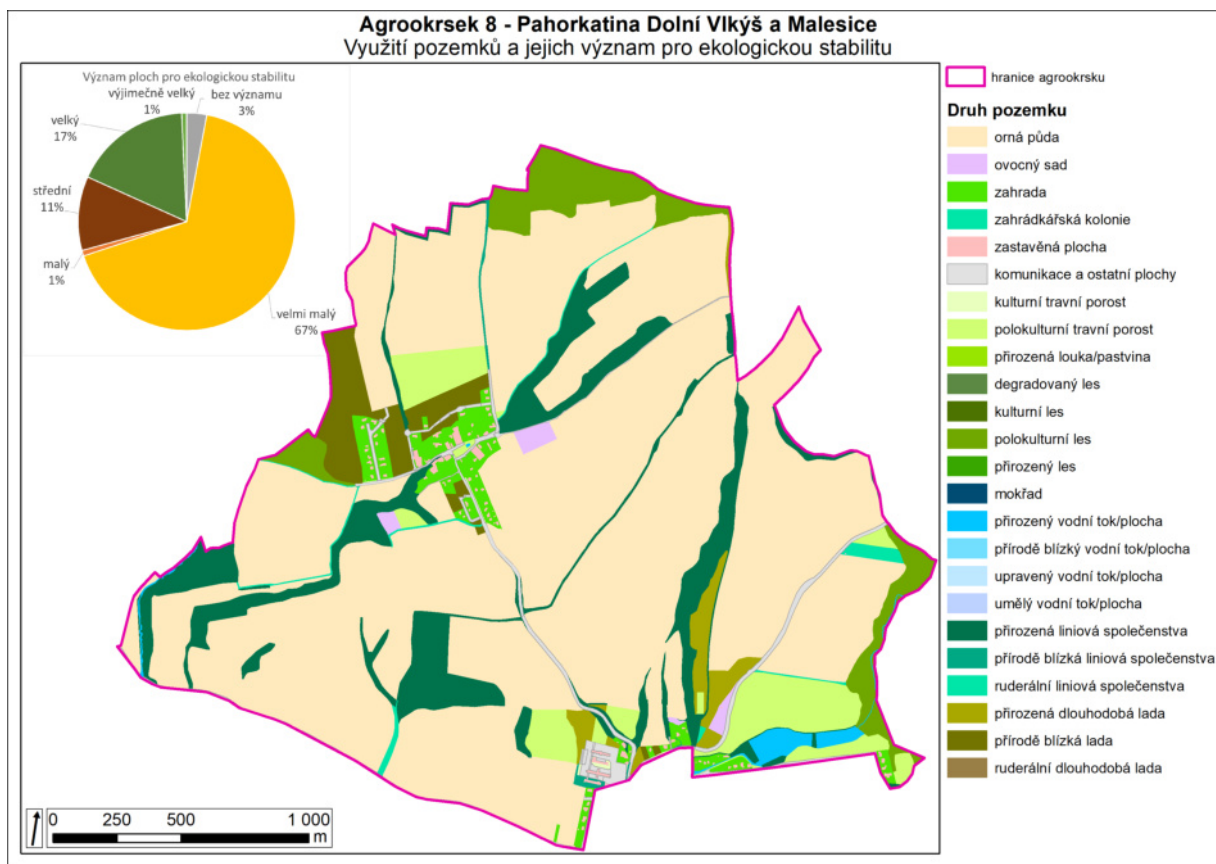 Agrookrsek 8 - Pahorkatina Dolní Vlkýš a Malesice
Využití pozemků a jejich význam pro ekologickou stabilitu
Význam ploch pro ekologickou stabilitu
výjimečně velký
1%
bez významu
3%
velký
17%
střední
11%
malý
1%
velmi malý
67%
hranice agrookrsku
Druh pozemku
orná půda
ovocný sad
zahrada
zahrádkářská kolonie
zastavěná plocha
komunikace a ostatní plochy
kulturní travní porost
polokulturní travní porost
přirozená louka/pastvina
degradovaný les
kulturní les
polokulturní les
přirozený les
mokřad
přirozený vodní tok/plocha
přírodě blízký vodní tok/plocha
upravený vodní tok/plocha
umělý vodní tok/plocha
přirozená liniová společenstva
přírodě blízká liniová společenstva
ruderální liniová společenstva
přirozená dlouhodobá lada
přírodě blízká lada
ruderální dlouhodobá lada
0 250 500 1 000
m